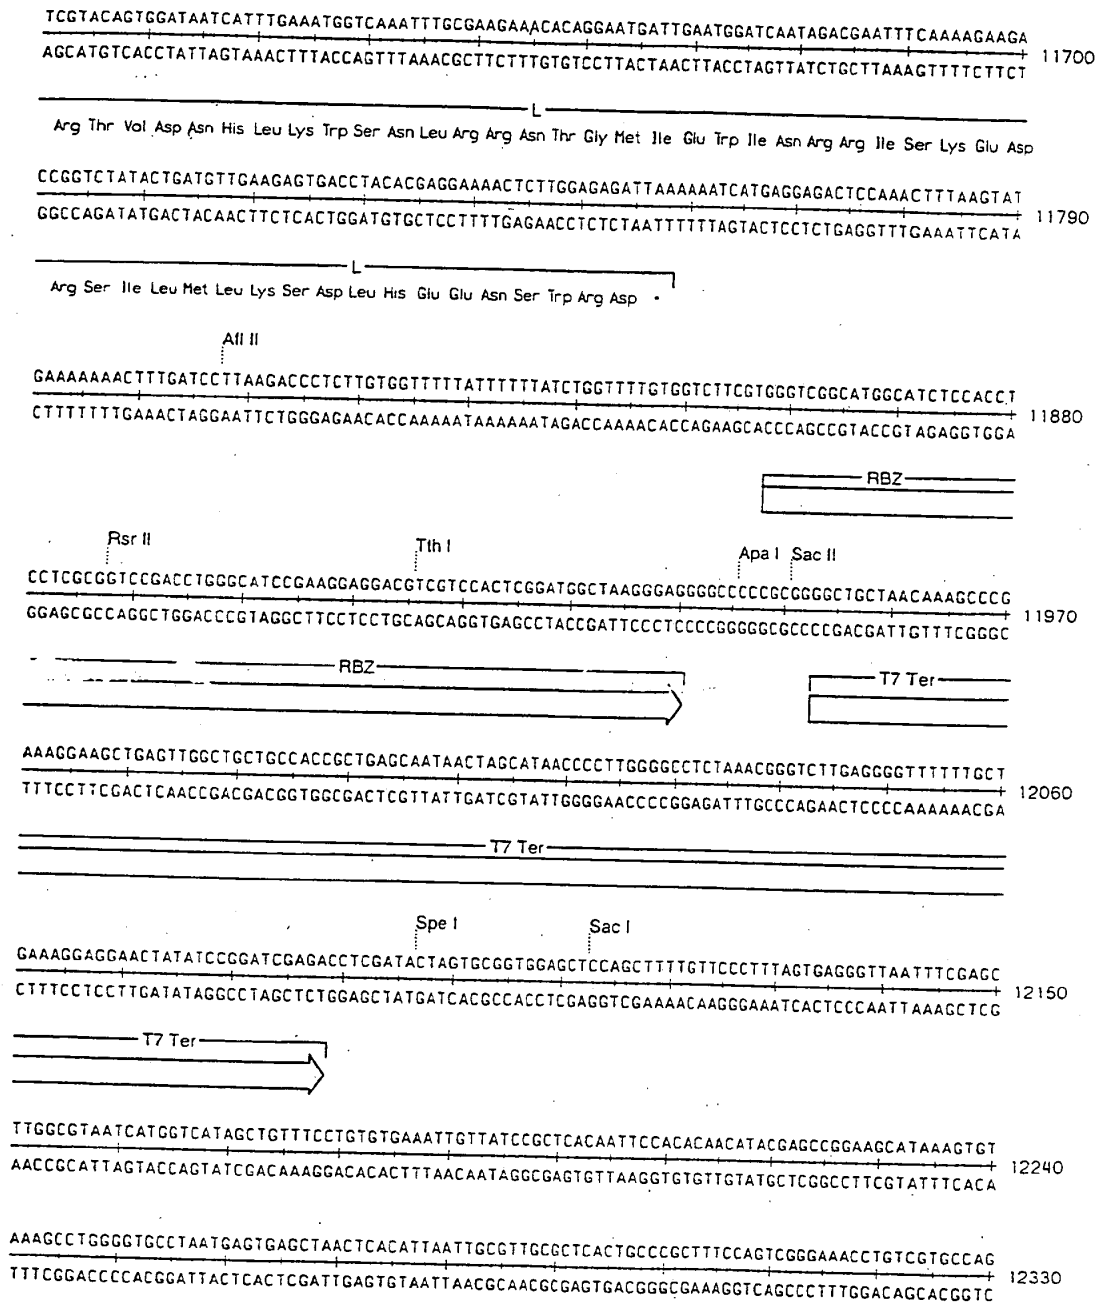 TCGTACAGTGGATAATCATTTGAAATGGTCAAATTTGCGAAGAAACACAGGAATGATTGAATGGATCAATAGACGAATTTCAAAAGAAGA
11700
AGCATGTCACCTATTAGTAAACTTTACCAGTTTAAACGCTTCTTTGTGTCCTTACTAACTTACCTAGTTATCTGCTTAAAGTTTTCTTCT
L
Arg Thr Val Asp Asn His Leu Lys Trp Ser Asn Leu Arg Arg Asn Thr Gly Met Ile Glu Trp Ile Asn Arg Arg Ile Ser Lys Glu Asp
CCGGTCTATACTGATGTTGAAGAGTGACCTACACGAGGAAAACTCTTGGAGAGATTAAAAAATCATGAGGAGACTCCAAACTTTAAGTAT
11790
GGCCAGATATGACTACAACTTCTCACTGGATGTGCTCCTTTTGAGAACCTCTCTAATTTTTTAGTACTCCTCTGAGGTTTGAAATTCATA
L
Arg Ser Ile Leu Met Leu Lys Ser Asp Leu His Glu Glu Asn Ser Trp Arg Asp •
Afl II
GAAAAAAACTTTGATCCTTAAGACCCTCTTGTGGTTTTTATTTTTTATCTGGTTTTGTGGTCTTCGTGGGTCGGCATGGCATCTCCACCT
11880
CTTTTTTTGAAACTAGGAATTCTGGGAGAACACCAAAAATAAAAAATAGACCAAAACACCAGAAGCACCCAGCCGTACCGTAGAGGTGGA
RBZ
Rsr II Tth I Apa I Sac II
CCTCGCGGTCCGACCTGGGCATCCGAAGGAGGACGTCGTCCACTCGGATGGCTAAGGGAGGGGCCCCCGCGGGGCTGCTAACAAAGCCCG
11970
GGAGCGCCAGGCTGGACCCGTAGGCTTCCTCCTGCAGCAGGTGAGCCTACCGATTCCCTCCCCGGGGGCGCCCCGACGATTGTTTCGGGC
RBZ T7 Ter
AAAGGAAGCTGAGTTGGCTGCTGCCACCGCTGAGCAATAACTAGCATAACCCCTTGGGGCCTCTAAACGGGTCTTGAGGGGTTTTTTGCT
12060
TTTCCTTCGACTCAACCGACGACGGTGGCGACTCGTTATTGATCGTATTGGGGAACCCCGGAGATTTGCCCAGAACTCCCCAAAAAACGA
T7 Ter
Spe I Sac I
GAAAGGAGGAACTATATCCGGATCGAGACCTCGATACTAGTGCGGTGGAGCTCCAGCTTTTGTTCCCTTTAGTGAGGGTTAATTTCGAGC
12150
CTTTCCTCCTTGATATAGGCCTAGCTCTGGAGCTATGATCACGCCACCTCGAGGTCGAAAACAAGGGAAATCACTCCCAATTAAAGCTCG
T7 Ter
TTGGCGTAATCATGGTCATAGCTGTTTCCTGTGTGAAATTGTTATCCGCTCACAATTCCACACAACATACGAGCCGGAAGCATAAAGTGT
12240
AACCGCATTAGTACCAGTATCGACAAAGGACACACTTTAACAATAGGCGAGTGTTAAGGTGTGTTGTATGCTCGGCCTTCGTATTTCACA
AAAGCCTGGGGTGCCTAATGAGTGAGCTAACTCACATTAATTGCGTTGCGCTCACTGCCCGCTTTCCAGTCGGGAAACCTGTCGTGCCAG
12330
TTTCGGACCCCACGGATTACTCACTCGATTGAGTGTAATTAACGCAACGCGAGTGACGGGCGAAAGGTCAGCCCTTTGGACAGCACGGTC